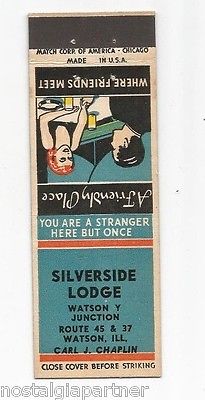 MATCH CORP. OF AMERICA - CHICAGO
MADE IN U.S.A.
WHERE FRIENDS MEET
A Friendly Place
YOU ARE A STRANGER
HERE BUT ONCE
SILVERSIDE
LODGE
WATSON Y
JUNCTION
ROUTE 45 & 37
WATSON, ILL.
CARL J. CHAPLIN
CLOSE COVER BEFORE STRIKING
nostalgiapartner